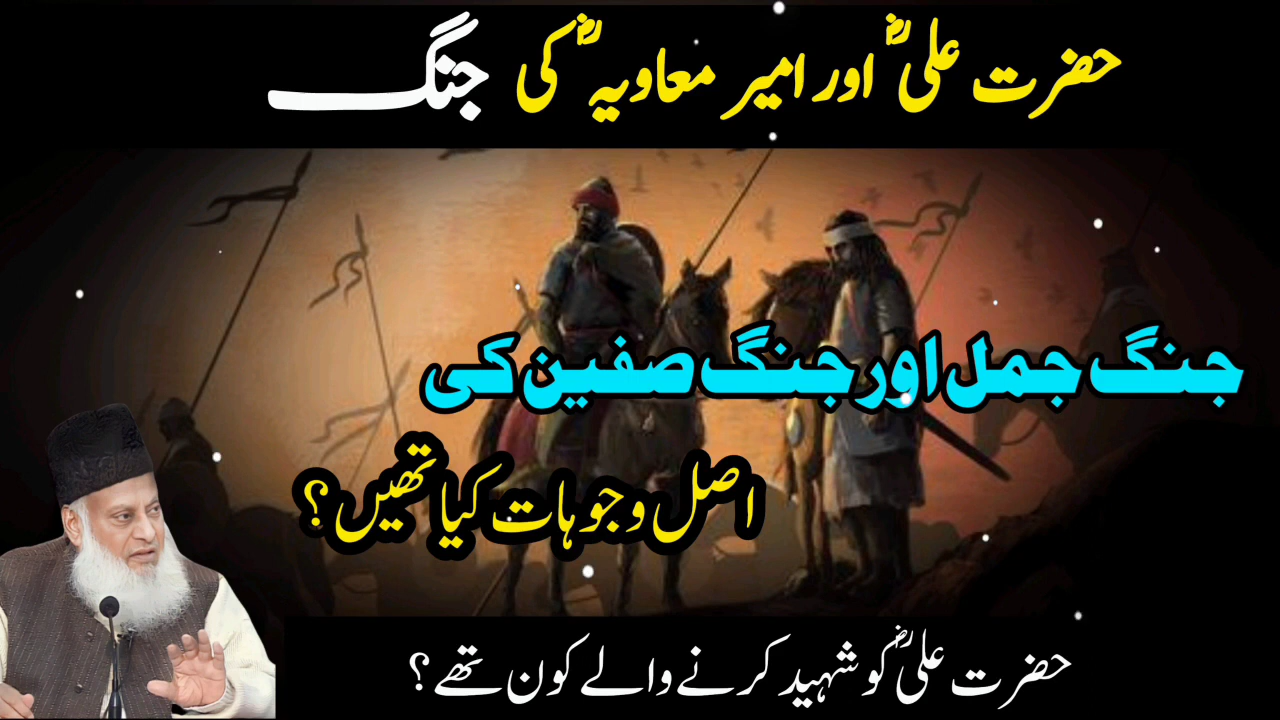 حضرت علیؓ اور امیر معاویہؓ کی جنگ
جنگ جمل اور جنگ صفین کی
اصل وجوہات کیا تھیں؟
حضرت علیؓ کو شہید کرنے والے کون تھے؟